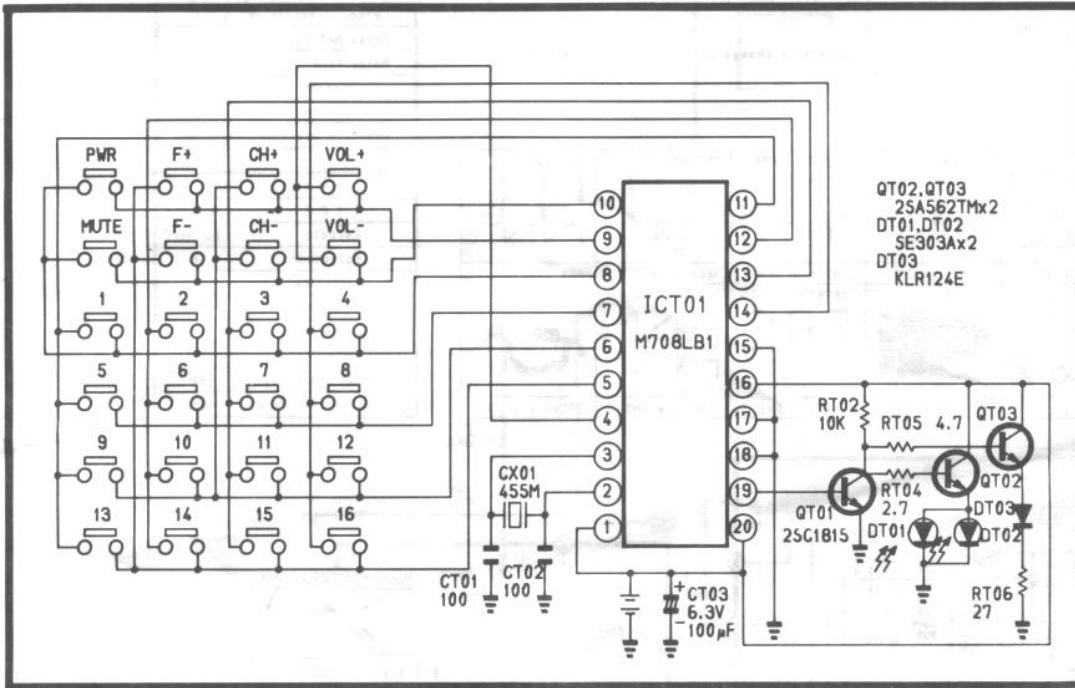 PWR F+ CH+ VOL+
MUTE F- CH- VOL-
1 2 3 4
5 6 7 8
9 10 11 12
13 14 15 16
10 11
9 12
8 13
7 14
6 15
5 16
4 17
3 18
2 19
1 20
ICT01
M708LB1
CX01
455M
CT01
100
CT02
100
CT03
6.3V
100µF
+
-
QT02,QT03
2SA562TMx2
DT01,DT02
SE303Ax2
DT03
KLR124E
RT02
10K
RT05 4.7
QT03
QT02
RT04
2.7
QT01
2SC1815
DT01
DT03
DT02
RT06
27